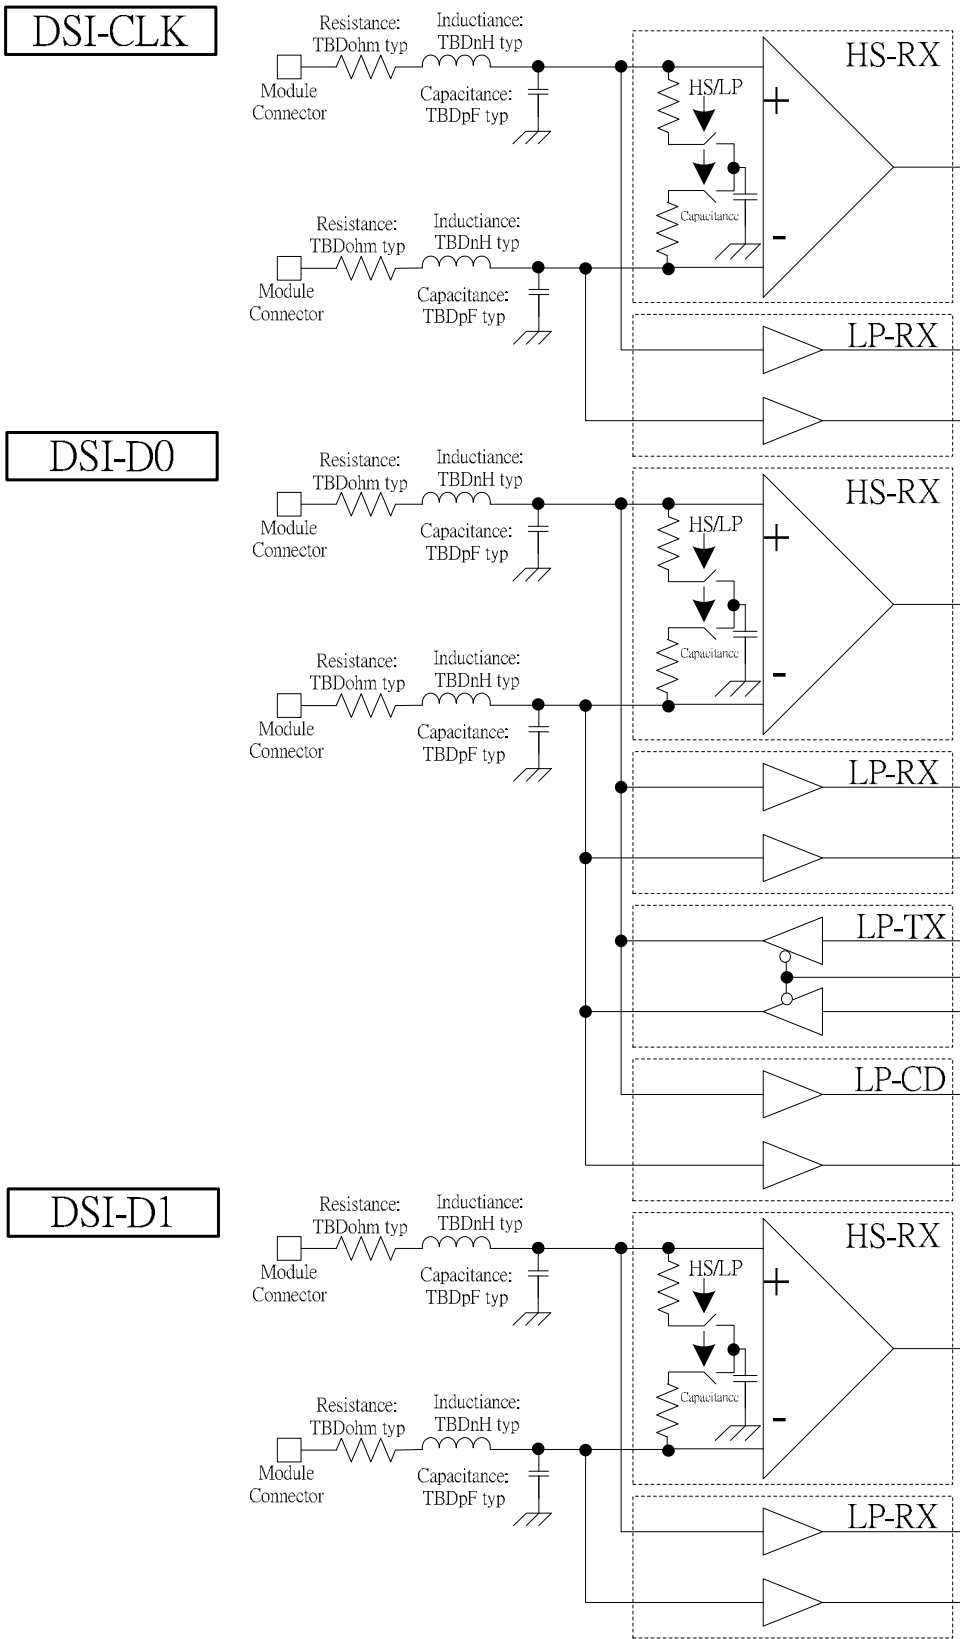 DSI-CLK
Resistance:
TBDohm typ
Inductiance:
TBDnH typ
Module
Connector
Capacitance:
TBDpF typ
HS/LP
+
HS-RX
Capacitance
-
Resistance:
TBDohm typ
Inductiance:
TBDnH typ
Module
Connector
Capacitance:
TBDpF typ
LP-RX
DSI-D0
Resistance:
TBDohm typ
Inductiance:
TBDnH typ
Module
Connector
Capacitance:
TBDpF typ
HS/LP
+
HS-RX
Capacitance
-
Resistance:
TBDohm typ
Inductiance:
TBDnH typ
Module
Connector
Capacitance:
TBDpF typ
LP-RX
LP-TX
LP-CD
DSI-D1
Resistance:
TBDohm typ
Inductiance:
TBDnH typ
Module
Connector
Capacitance:
TBDpF typ
HS/LP
+
HS-RX
Capacitance
-
Resistance:
TBDohm typ
Inductiance:
TBDnH typ
Module
Connector
Capacitance:
TBDpF typ
LP-RX